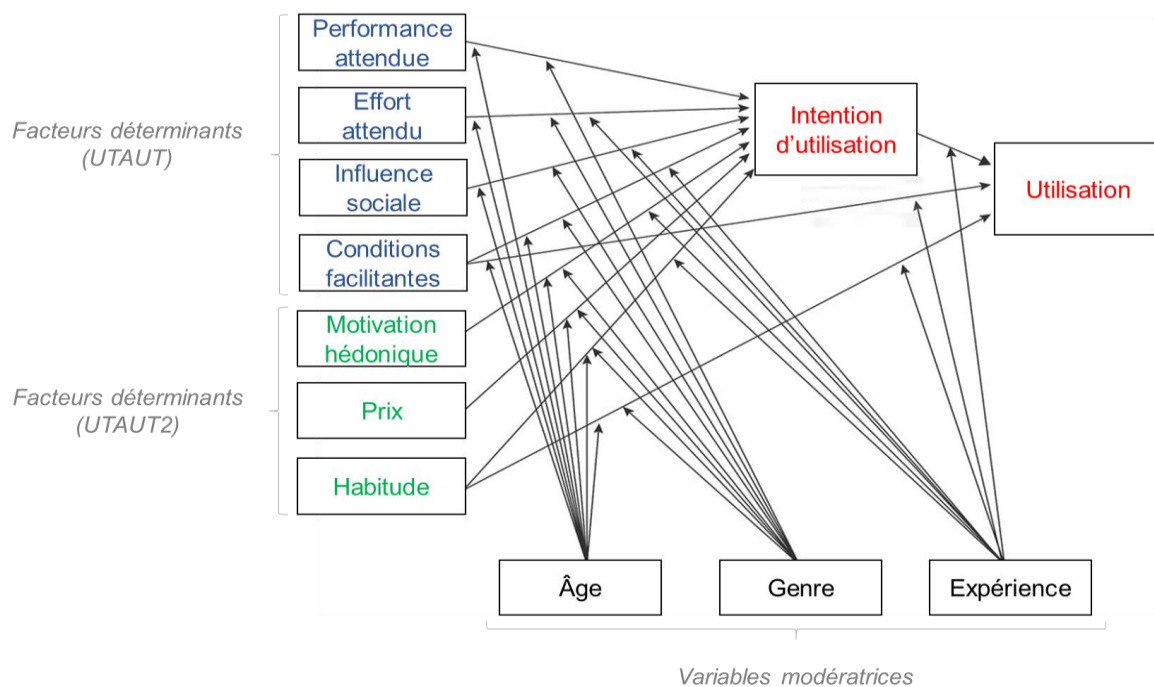 Performance
attendue
Effort
attendu
Facteurs déterminants
(UTAUT)
Influence
sociale
Conditions
facilitantes
Intention
d’utilisation
Utilisation
Motivation
hédonique
Facteurs déterminants
(UTAUT2)
Prix
Habitude
Âge
Genre
Expérience
Variables modératrices